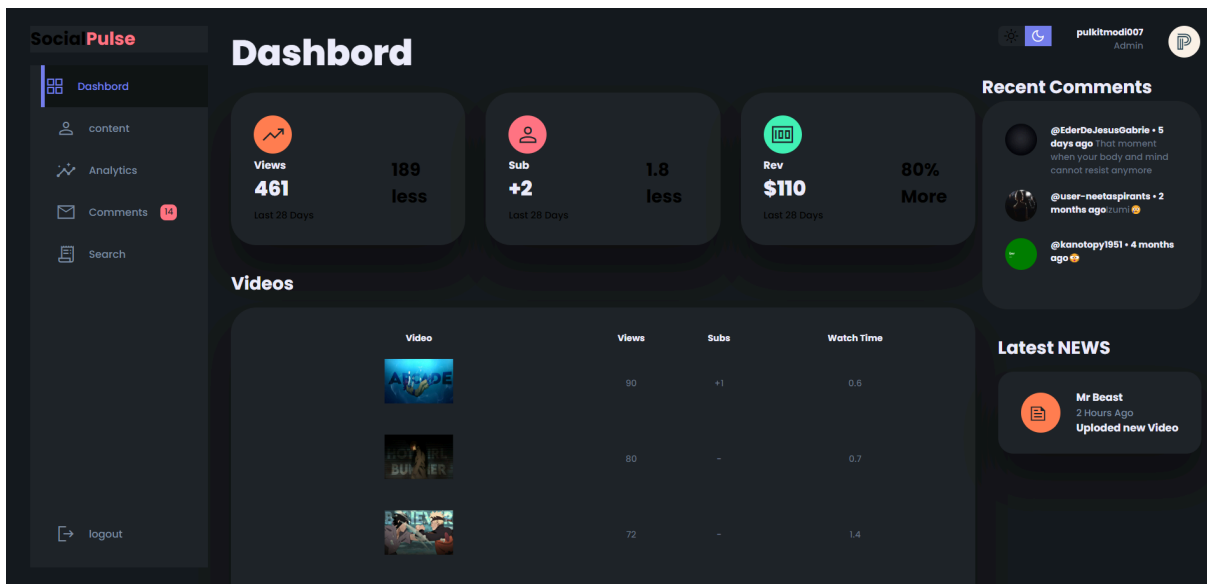 SocialPulse
Dashbord
content
Analytics
Comments 14
Search
logout
Dashbord
Views
461
Last 28 Days
189
less
Sub
+2
Last 28 Days
1.8
less
Rev
$110
Last 28 Days
80%
More
Videos
Video Views Subs Watch Time
ARCADE
90 +1 0.6
80 - 0.7
72 - 1.4
pulkitmodi007
Admin
Recent Comments
@EderDeJesusGabrie • 5
days ago That moment
when your body and mind
cannot resist anymore
@user-neetaspirants • 2
months agoIzumi😥
@kanotopy1951 • 4 months
ago
Latest NEWS
Mr Beast
2 Hours Ago
Uploded new Video